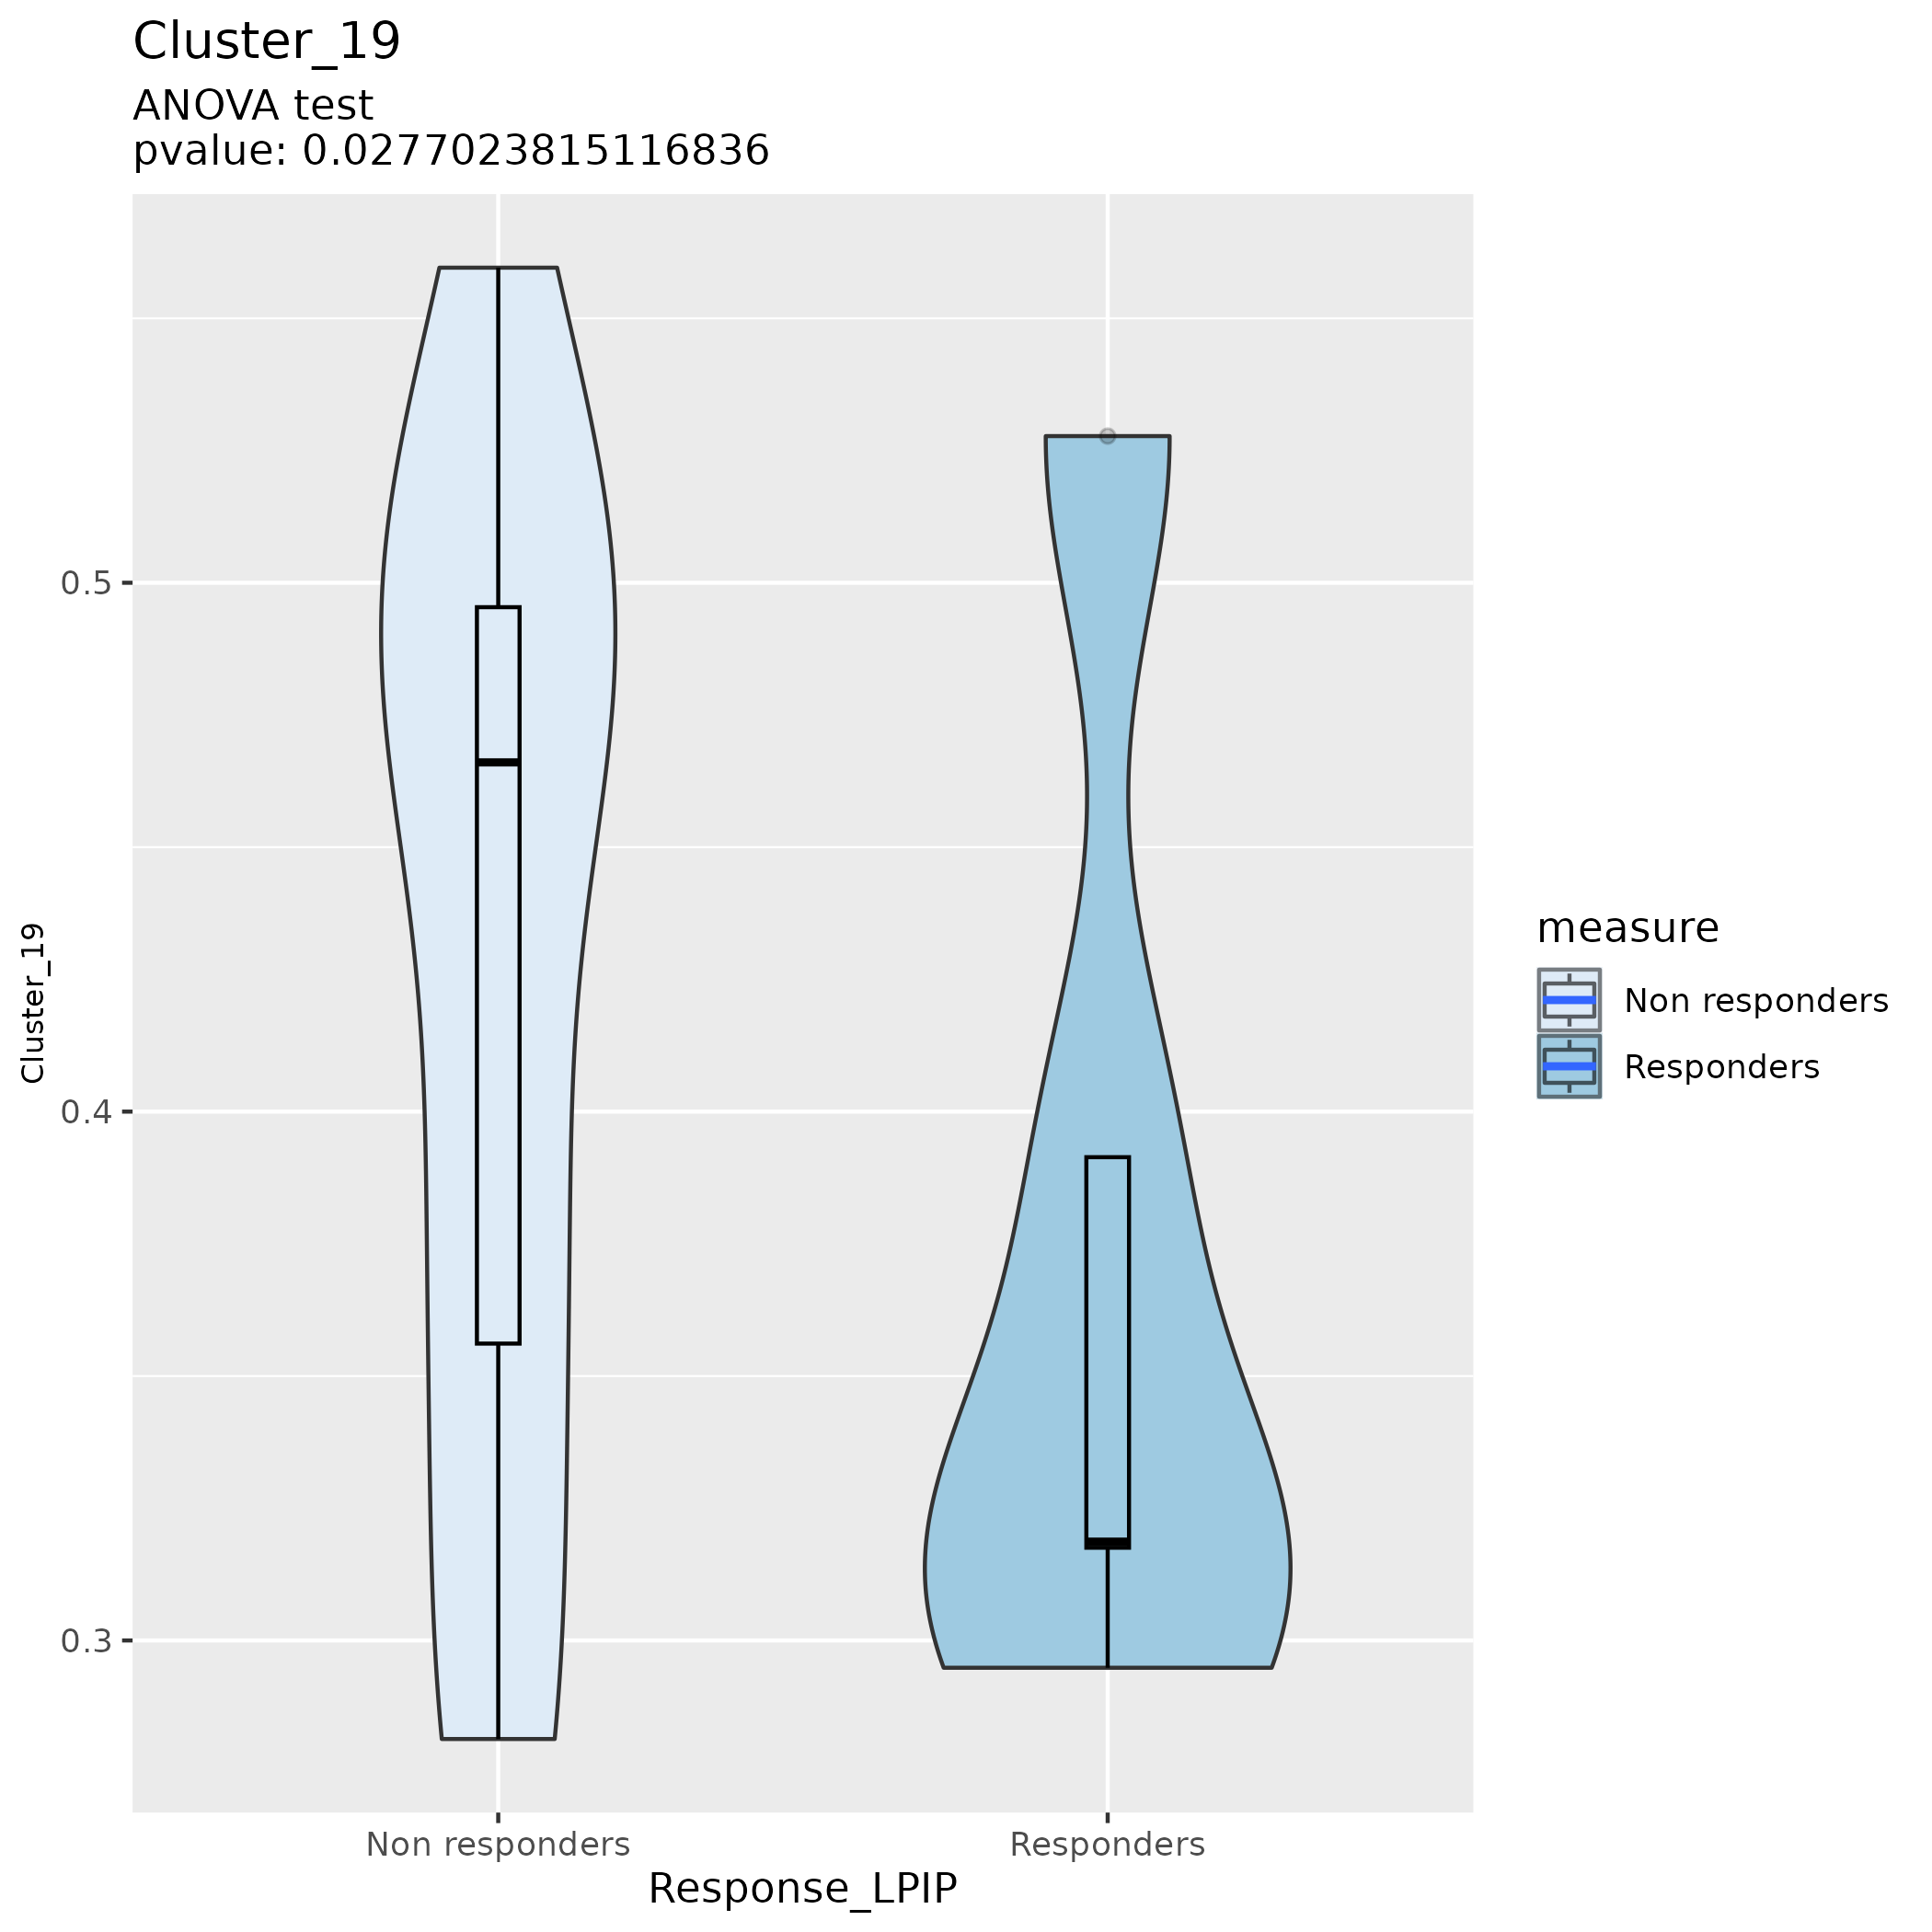 Cluster_19
ANOVA test
pvalue: 0.0277023815116836
0.5
0.4
0.3
Cluster_19
Non responders
Responders
Response_LPIP
measure
Non responders
Responders